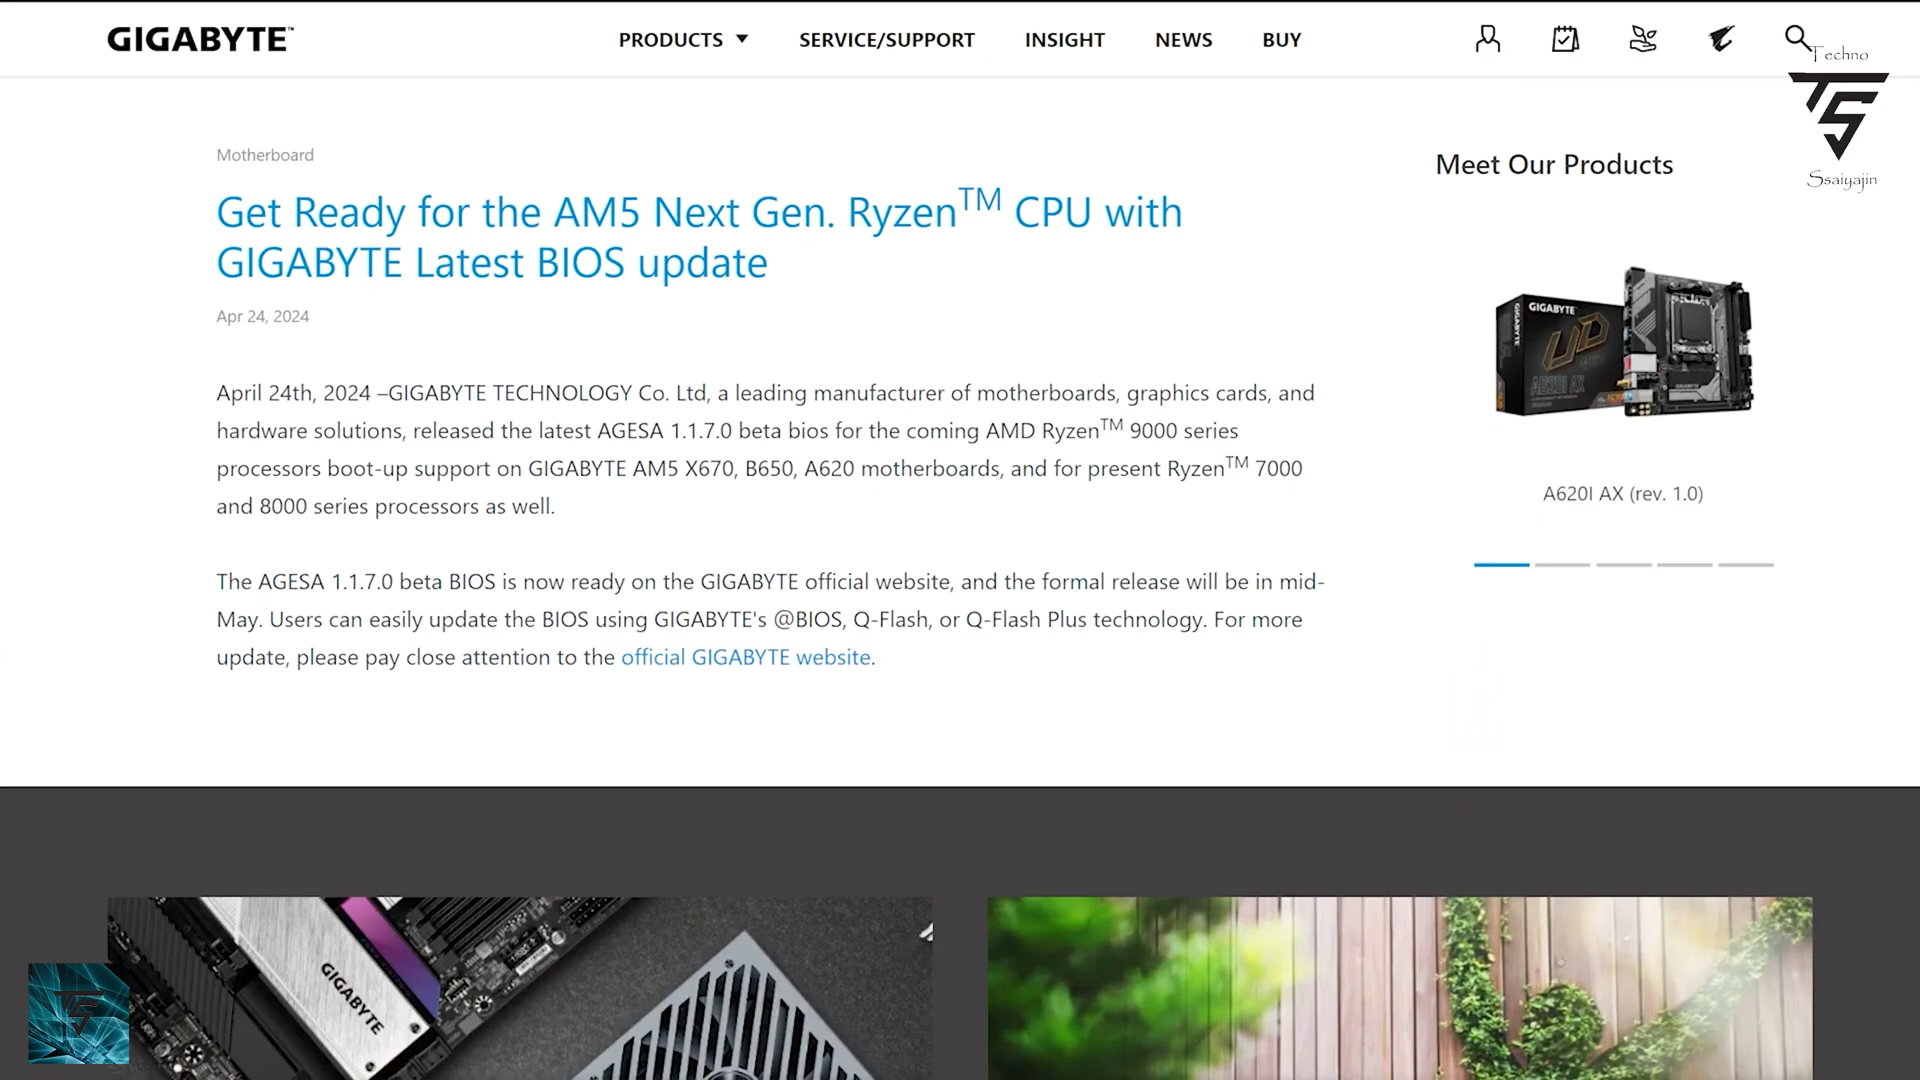 GIGABYTE™
PRODUCTS
SERVICE/SUPPORT
INSIGHT
NEWS
BUY
Techno
TS
Ssaiyajin
Motherboard
Get Ready for the AM5 Next Gen. Ryzen™ CPU with
GIGABYTE Latest BIOS update
Apr 24, 2024
April 24th, 2024 –GIGABYTE TECHNOLOGY Co. Ltd, a leading manufacturer of motherboards, graphics cards, and
hardware solutions, released the latest AGESA 1.1.7.0 beta bios for the coming AMD Ryzen™ 9000 series
processors boot-up support on GIGABYTE AM5 X670, B650, A620 motherboards, and for present Ryzen™ 7000
and 8000 series processors as well.
The AGESA 1.1.7.0 beta BIOS is now ready on the GIGABYTE official website, and the formal release will be in mid-
May. Users can easily update the BIOS using GIGABYTE's @BIOS, Q-Flash, or Q-Flash Plus technology. For more
update, please pay close attention to the official GIGABYTE website.
Meet Our Products
GIGABYTE
GIGABYTE
UD
A620I AX
GIGABYTE
A620I AX (rev. 1.0)
GIGABYTE
TS